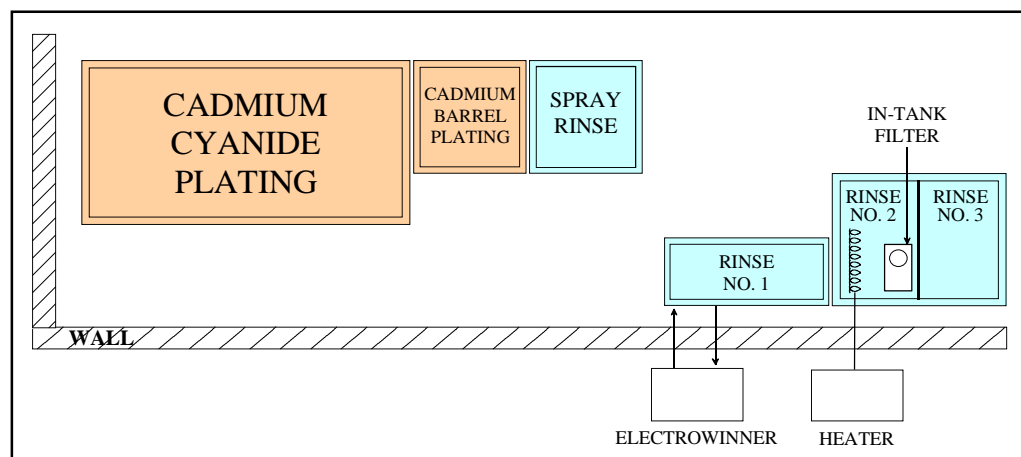 CADMIUM
CYANIDE
PLATING
CADMIUM
BARREL
PLATING
SPRAY
RINSE
IN-TANK
FILTER
RINSE
NO. 2
RINSE
NO. 3
RINSE
NO. 1
WALL
ELECTROWINNER
HEATER